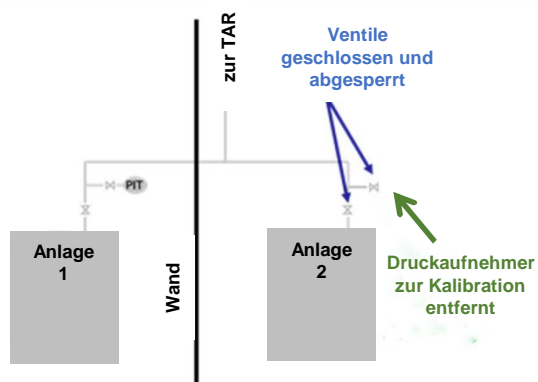 zur TAR
Ventile
geschlossen und
abgesperrt
PIT
Anlage
1
Wand
Anlage
2
Druckaufnehmer
zur Kalibration
entfernt